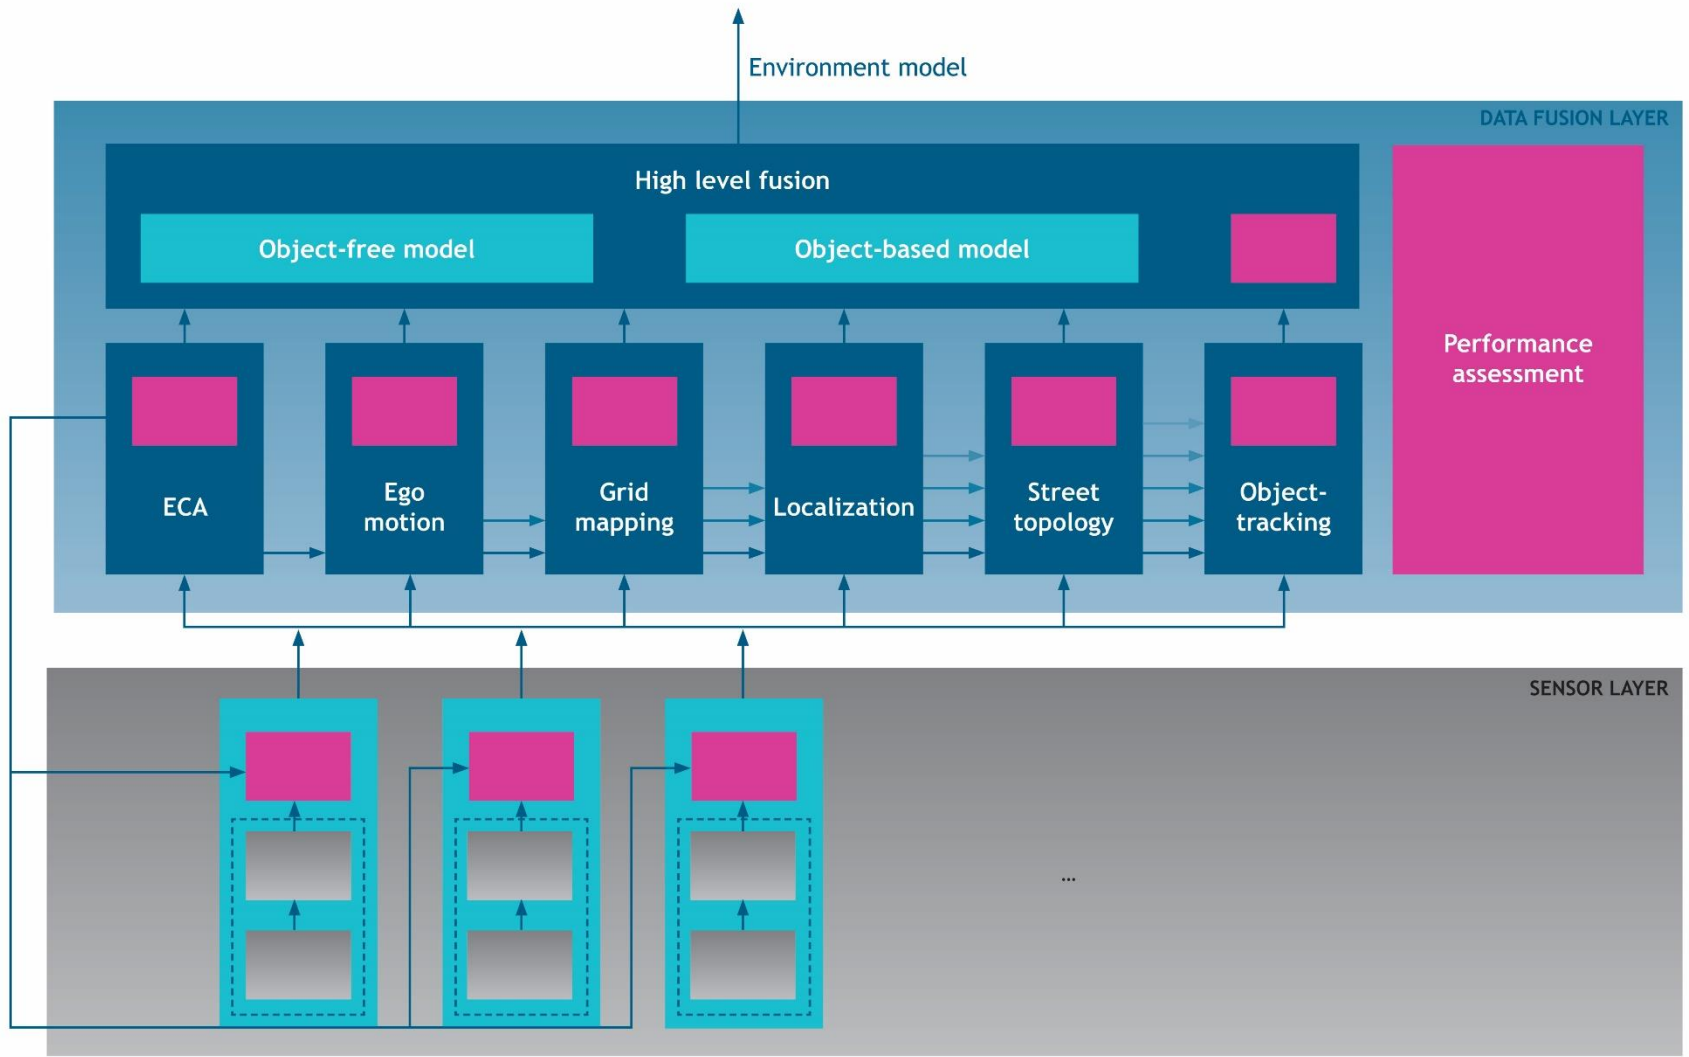 Environment model
DATA FUSION LAYER
High level fusion
Object-free model
Object-based model
Performance
assessment
ECA
Ego
motion
Grid
mapping
Localization
Street
topology
Object-
tracking
SENSOR LAYER
...